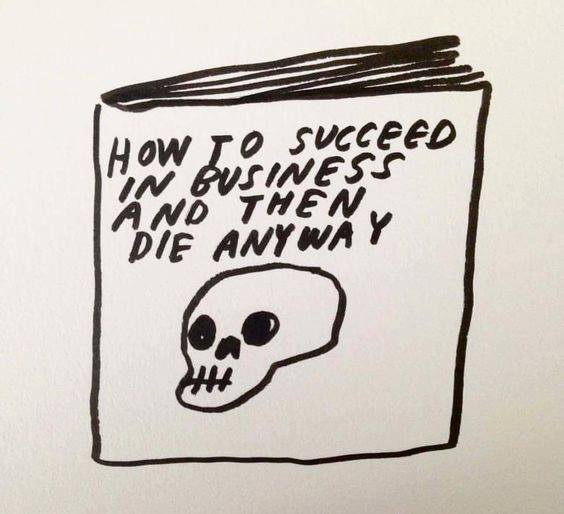 HOW TO SUCCEED
IN BUSINESS
AND THEN
DIE ANYWAY